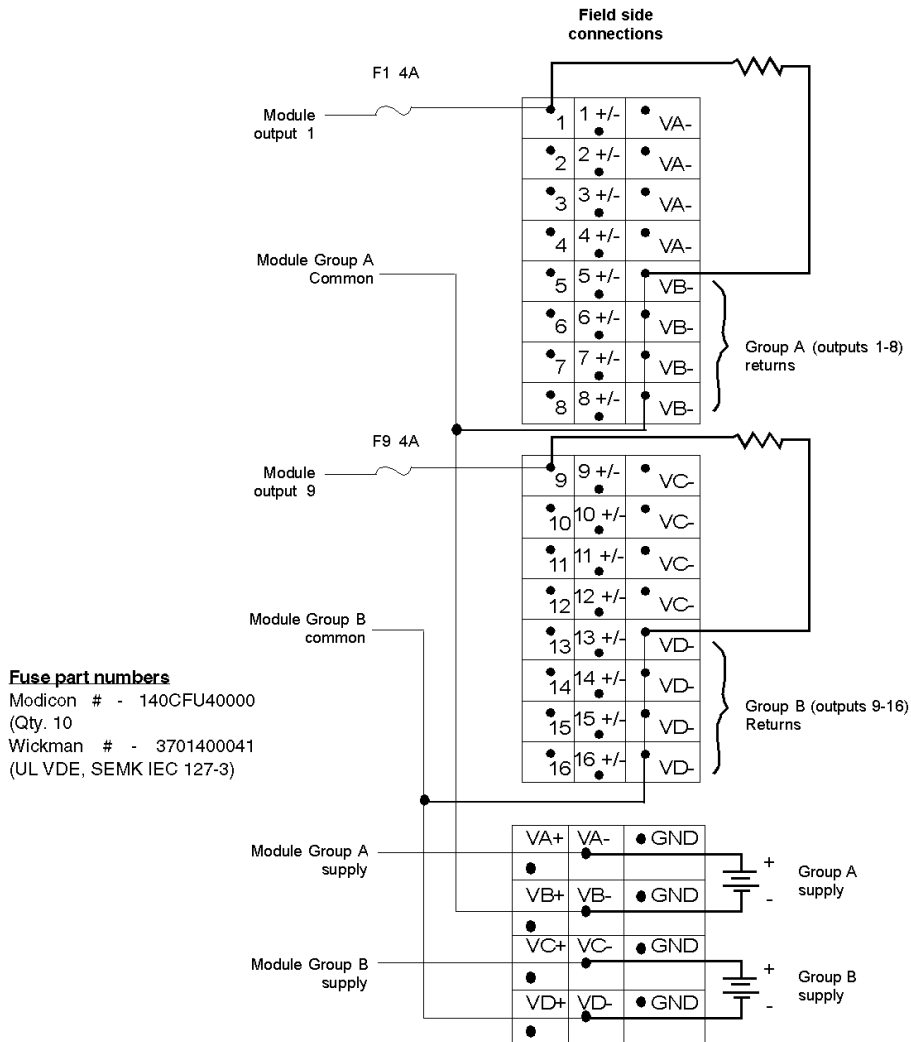 Field side
connections
F1 4A
Module
output 1
1 1 +/- VA-
2 2 +/- VA-
3 3 +/- VA-
4 4 +/- VA-
Module Group A
Common
5 5 +/- VB-
6 6 +/- VB-
7 7 +/- VB-
8 8 +/- VB-
Group A (outputs 1-8)
returns
F9 4A
Module
output 9
9 9 +/- VC-
10 10 +/- VC-
11 11 +/- VC-
12 12 +/- VC-
Module Group B
common
13 13 +/- VD-
14 14 +/- VD-
15 15 +/- VD-
16 16 +/- VD-
Group B (outputs 9-16)
Returns
Fuse part numbers
Modicon # - 140CFU40000
(Qty. 10
Wickman # - 3701400041
(UL VDE, SEMK IEC 127-3)
Module Group A
supply
VA+ VA- GND
VB+ VB- GND
+
-
Group A
supply
Module Group B
supply
VC+ VC- GND
VD+ VD- GND
+
-
Group B
supply